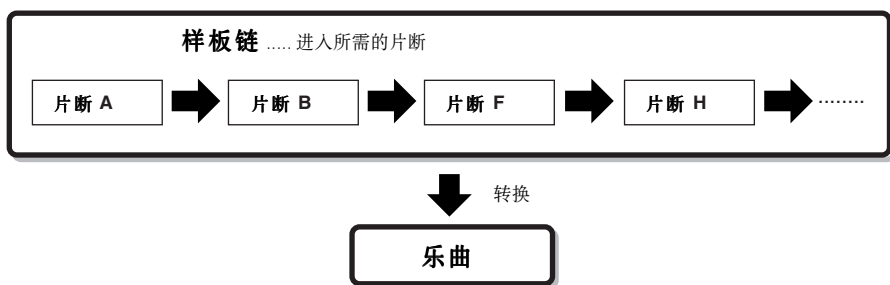 样板链 ..... 进入所需的片断
片断 A
片断 B
片断 F
片断 H
........
转换
乐曲